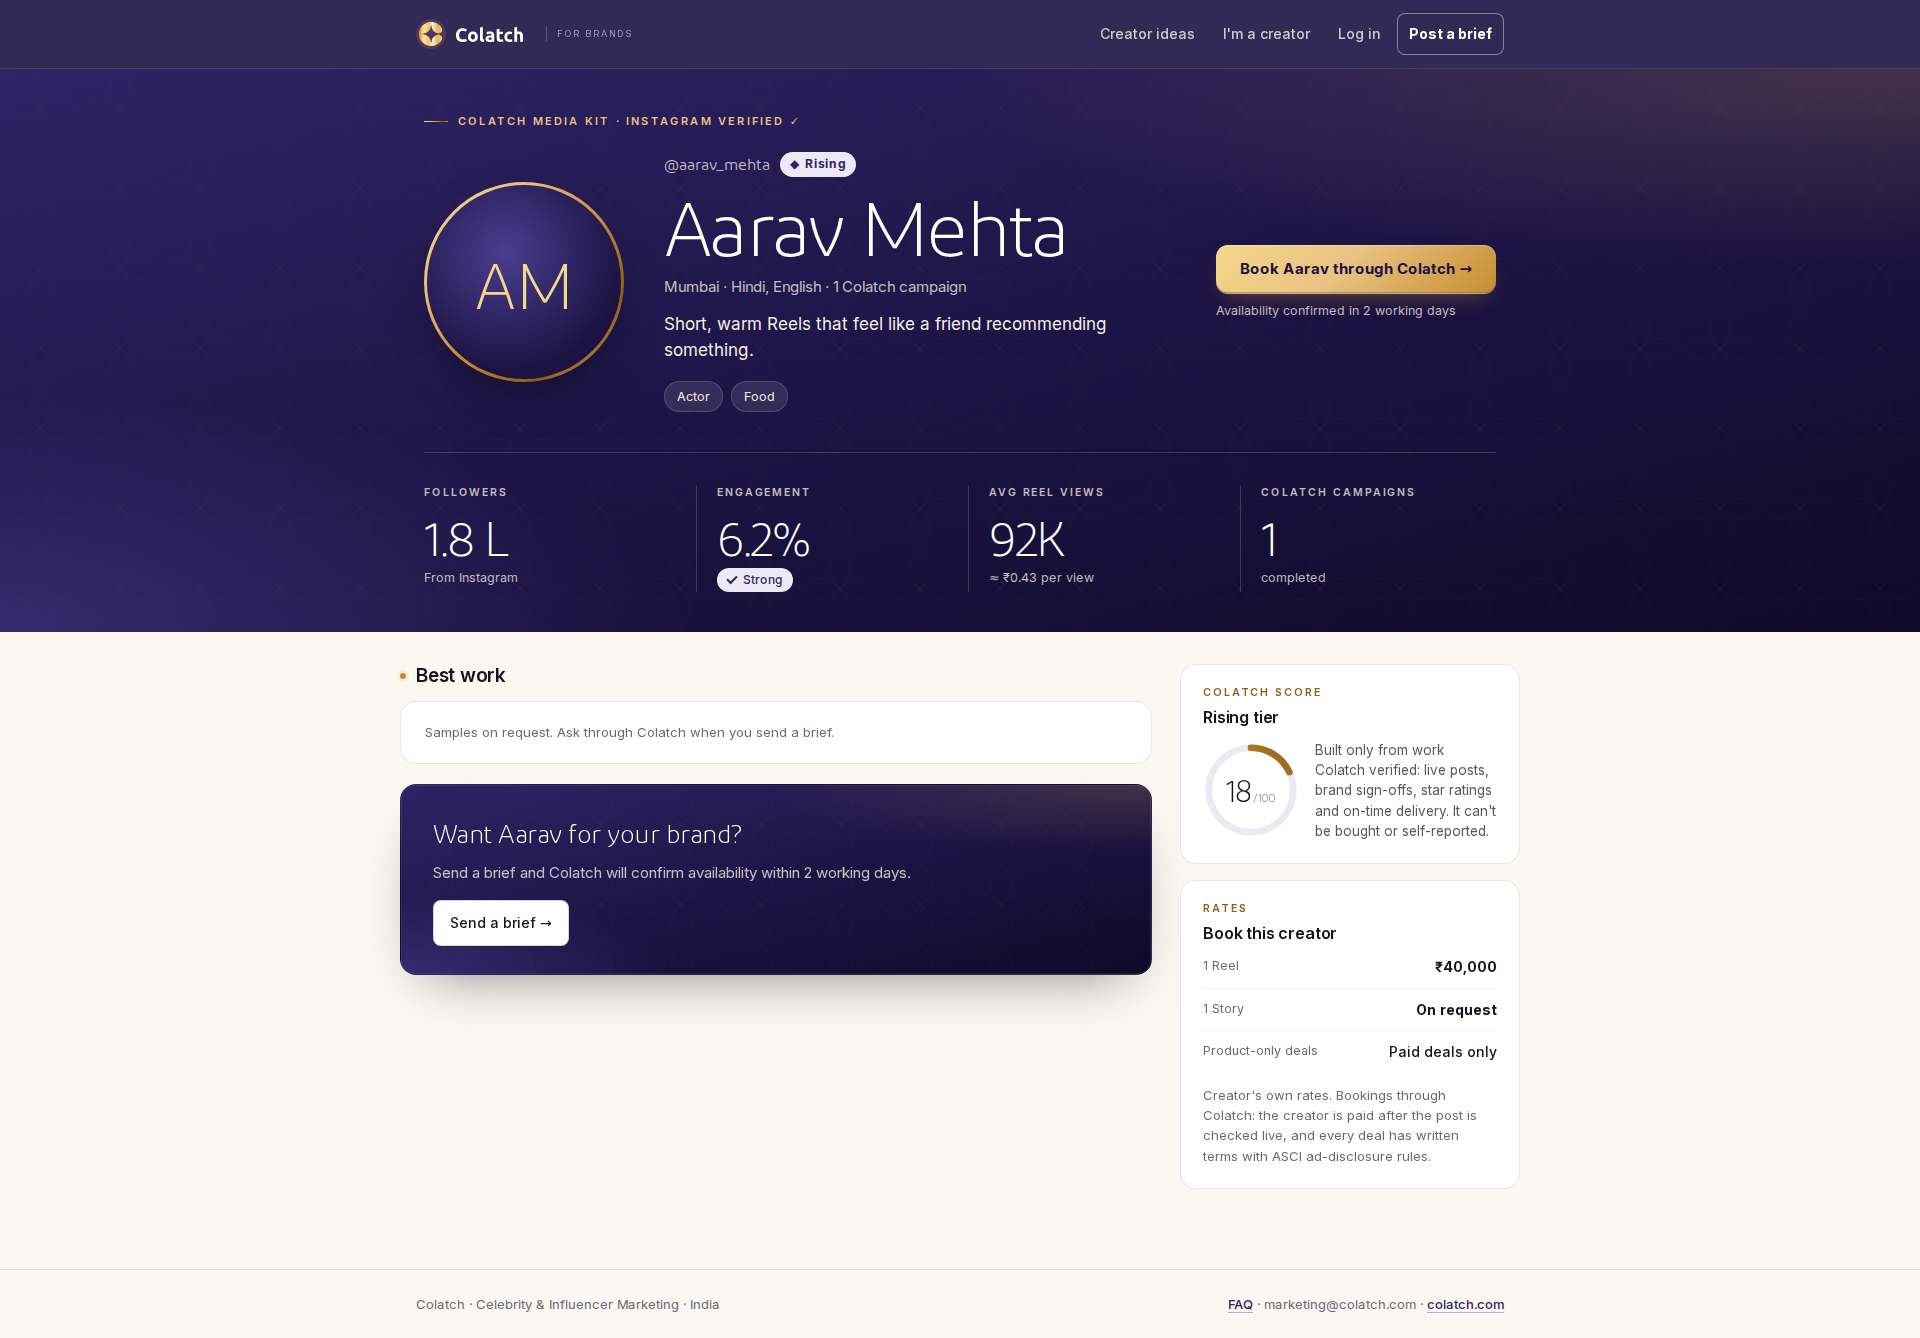 Colatch
FOR BRANDS
Creator ideas
I'm a creator
Log in
Post a brief
COLATCH MEDIA KIT · INSTAGRAM VERIFIED ✓
@aarav_mehta
◆ Rising
AM
Aarav Mehta
Mumbai · Hindi, English · 1 Colatch campaign
Short, warm Reels that feel like a friend recommending
something.
Actor
Food
Book Aarav through Colatch →
Availability confirmed in 2 working days
FOLLOWERS
1.8 L
From Instagram
ENGAGEMENT
6.2%
✓ Strong
AVG REEL VIEWS
92K
≈ ₹0.43 per view
COLATCH CAMPAIGNS
1
completed
Best work
Samples on request. Ask through Colatch when you send a brief.
Want Aarav for your brand?
Send a brief and Colatch will confirm availability within 2 working days.
Send a brief →
COLATCH SCORE
Rising tier
18/100
Built only from work
Colatch verified: live posts,
brand sign-offs, star ratings
and on-time delivery. It can't
be bought or self-reported.
RATES
Book this creator
1 Reel ₹40,000
1 Story On request
Product-only deals Paid deals only
Creator's own rates. Bookings through
Colatch: the creator is paid after the post is
checked live, and every deal has written
terms with ASCI ad-disclosure rules.
Colatch · Celebrity & Influencer Marketing · India
FAQ · marketing@colatch.com · colatch.com